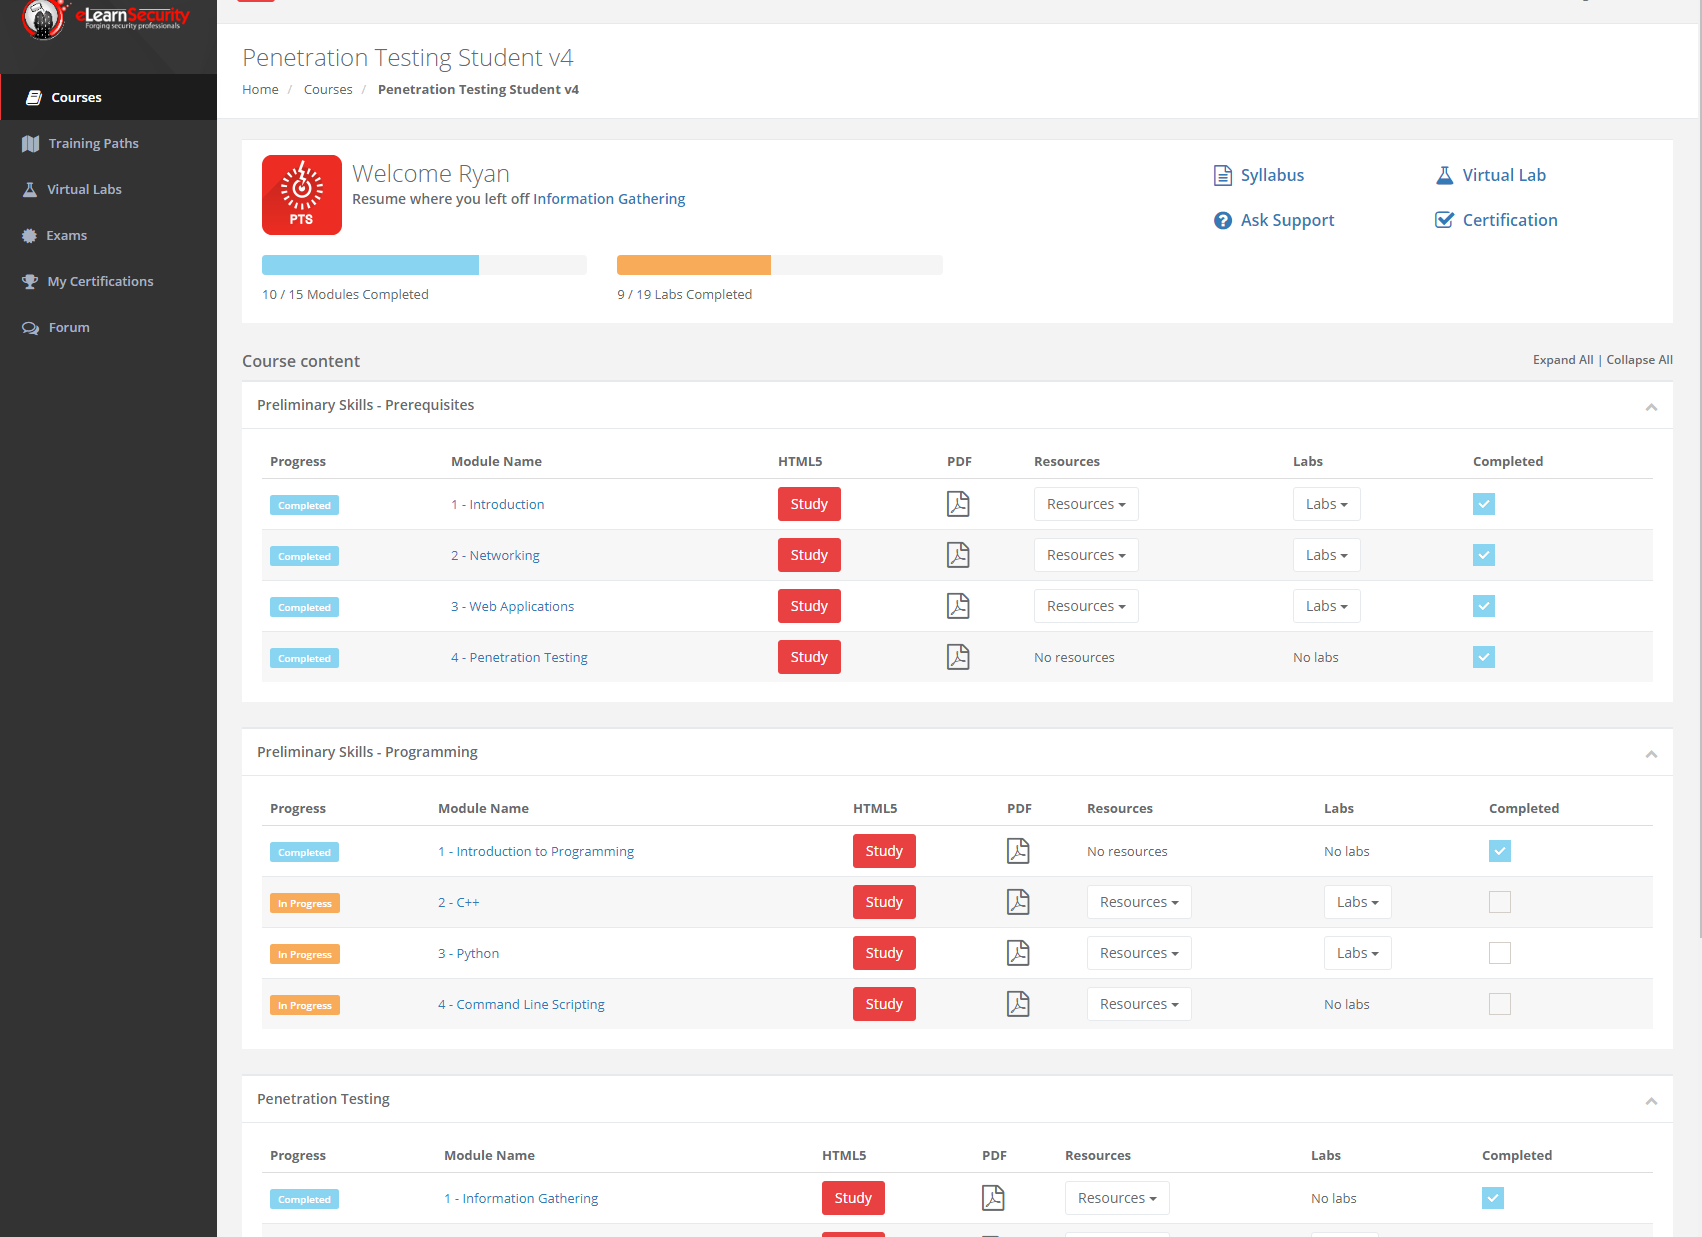 eLearnSecurity
Forging security professionals
Courses
Training Paths
Virtual Labs
Exams
My Certifications
Forum
Penetration Testing Student v4
Home / Courses / Penetration Testing Student v4
PTS
Welcome Ryan
Resume where you left off Information Gathering
10 / 15 Modules Completed
9 / 19 Labs Completed
Syllabus
Virtual Lab
Ask Support
Certification
Course content
Expand All | Collapse All
Preliminary Skills - Prerequisites
Progress Module Name HTML5 PDF Resources Labs Completed
Completed 1 - Introduction Study Resources Labs
Completed 2 - Networking Study Resources Labs
Completed 3 - Web Applications Study Resources Labs
Completed 4 - Penetration Testing Study No resources No labs
Preliminary Skills - Programming
Progress Module Name HTML5 PDF Resources Labs Completed
Completed 1 - Introduction to Programming Study No resources No labs
In Progress 2 - C++ Study Resources Labs
In Progress 3 - Python Study Resources Labs
In Progress 4 - Command Line Scripting Study Resources No labs
Penetration Testing
Progress Module Name HTML5 PDF Resources Labs Completed
Completed 1 - Information Gathering Study Resources No labs